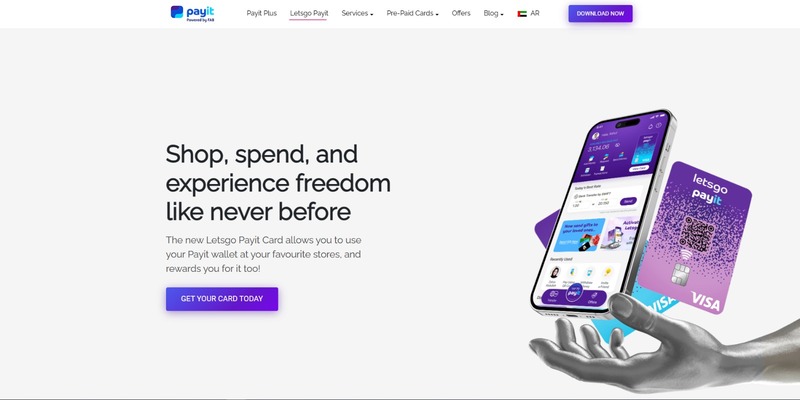 payit
Powered by FAB
Payit Plus
Letsgo Payit
Services
Pre-Paid Cards
Offers
Blog
AR
DOWNLOAD NOW
Shop, spend, and
experience freedom
like never before
The new Letsgo Payit Card allows you to use
your Payit wallet at your favourite stores, and
rewards you for it too!
GET YOUR CARD TODAY
3,134.06
Recently Used
payit
Offers
letsgo
payit
VISA
VISA